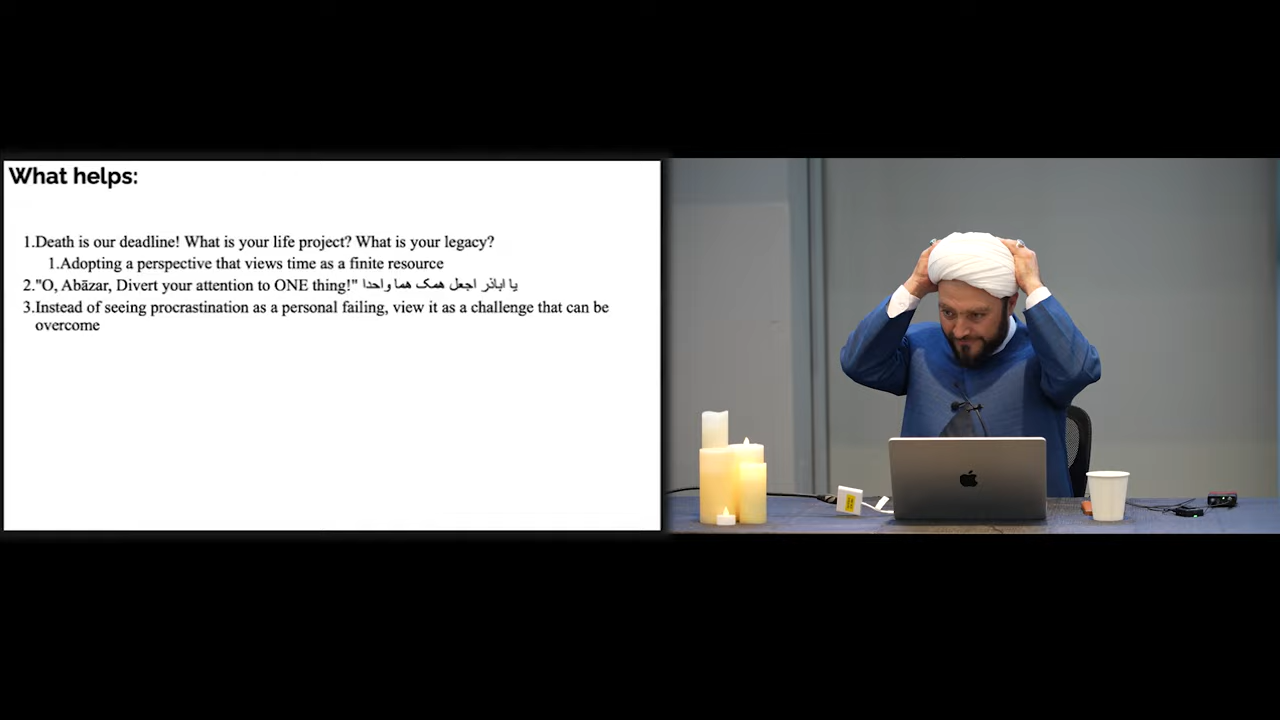 What helps:
1.Death is our deadline! What is your life project? What is your legacy?
1.Adopting a perspective that views time as a finite resource
2."O, Abāzar, Divert your attention to ONE thing!" يا اباذر اجعل همک هما واحدا
3.Instead of seeing procrastination as a personal failing, view it as a challenge that can be
overcome